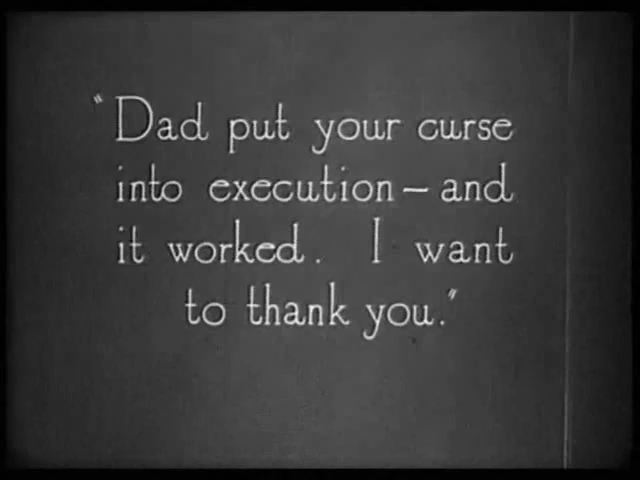 "Dad put your curse
into execution — and
it worked. I want
to thank you."